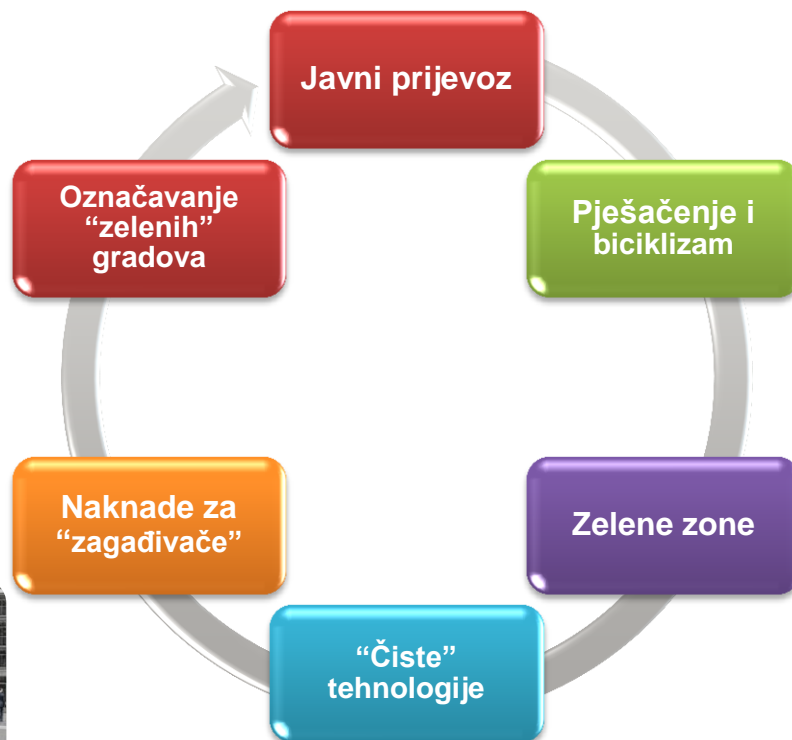 Javni prijevoz
Pješačenje i
biciklizam
Zelene zone
“Čiste”
tehnologije
Naknade za
“zagađivače”
Označavanje
“zelenih”
gradova